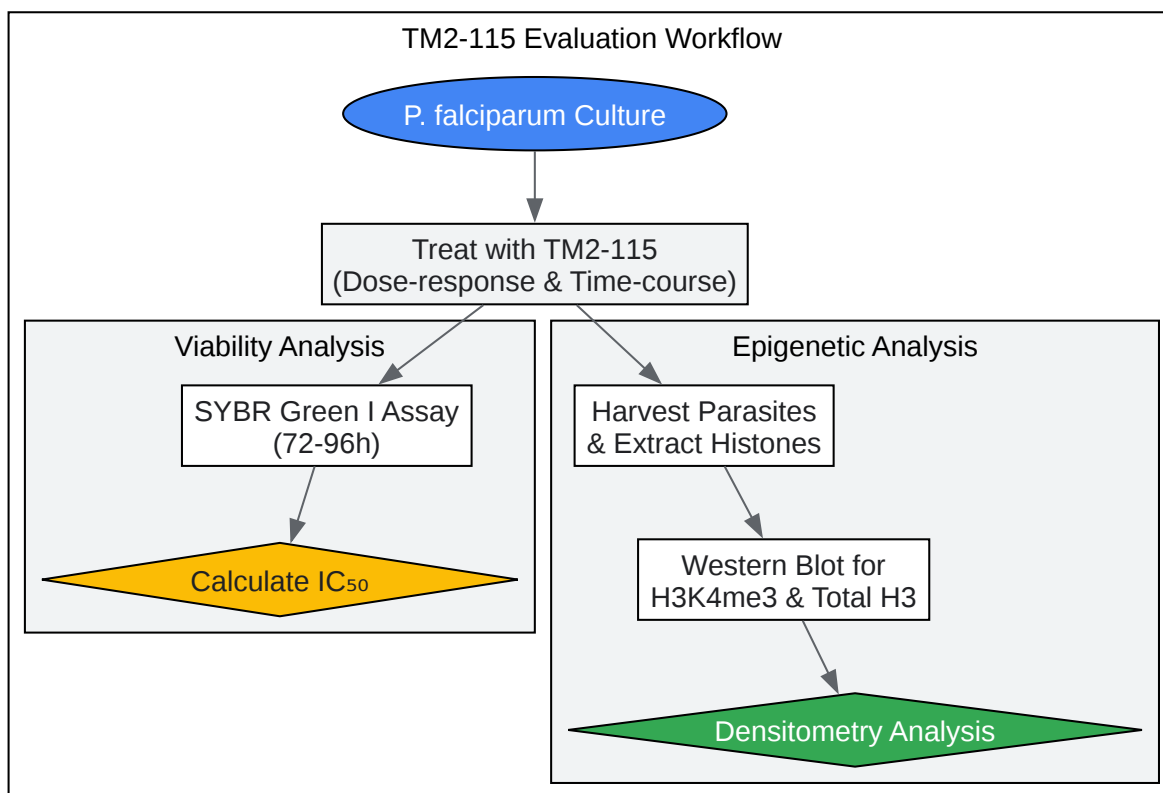 TM2-115 Evaluation Workflow
P. falciparum Culture
Treat with TM2-115
(Dose-response & Time-course)
Viability Analysis
SYBR Green I Assay
(72-96h)
Calculate IC₅₀
Epigenetic Analysis
Harvest Parasites
& Extract Histones
Western Blot for
H3K4me3 & Total H3
Densitometry Analysis